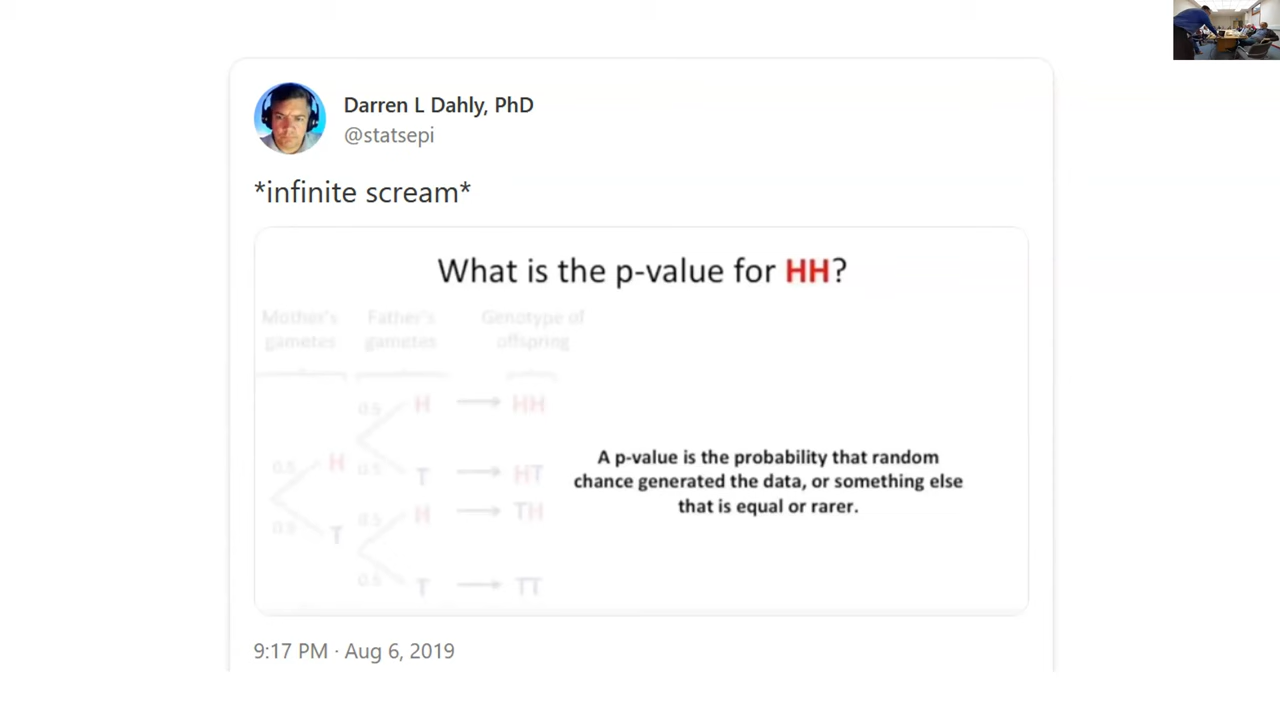 Darren L Dahly, PhD
@statsepi
*infinite scream*
What is the p-value for HH?
Mother's Father's Genotype of
gametes gametes offspring
0.5 H → HH
0.5 H 0.5 T → HT
0.5 T 0.5 H → TH
0.5 T → TT
A p-value is the probability that random
chance generated the data, or something else
that is equal or rarer.
9:17 PM · Aug 6, 2019